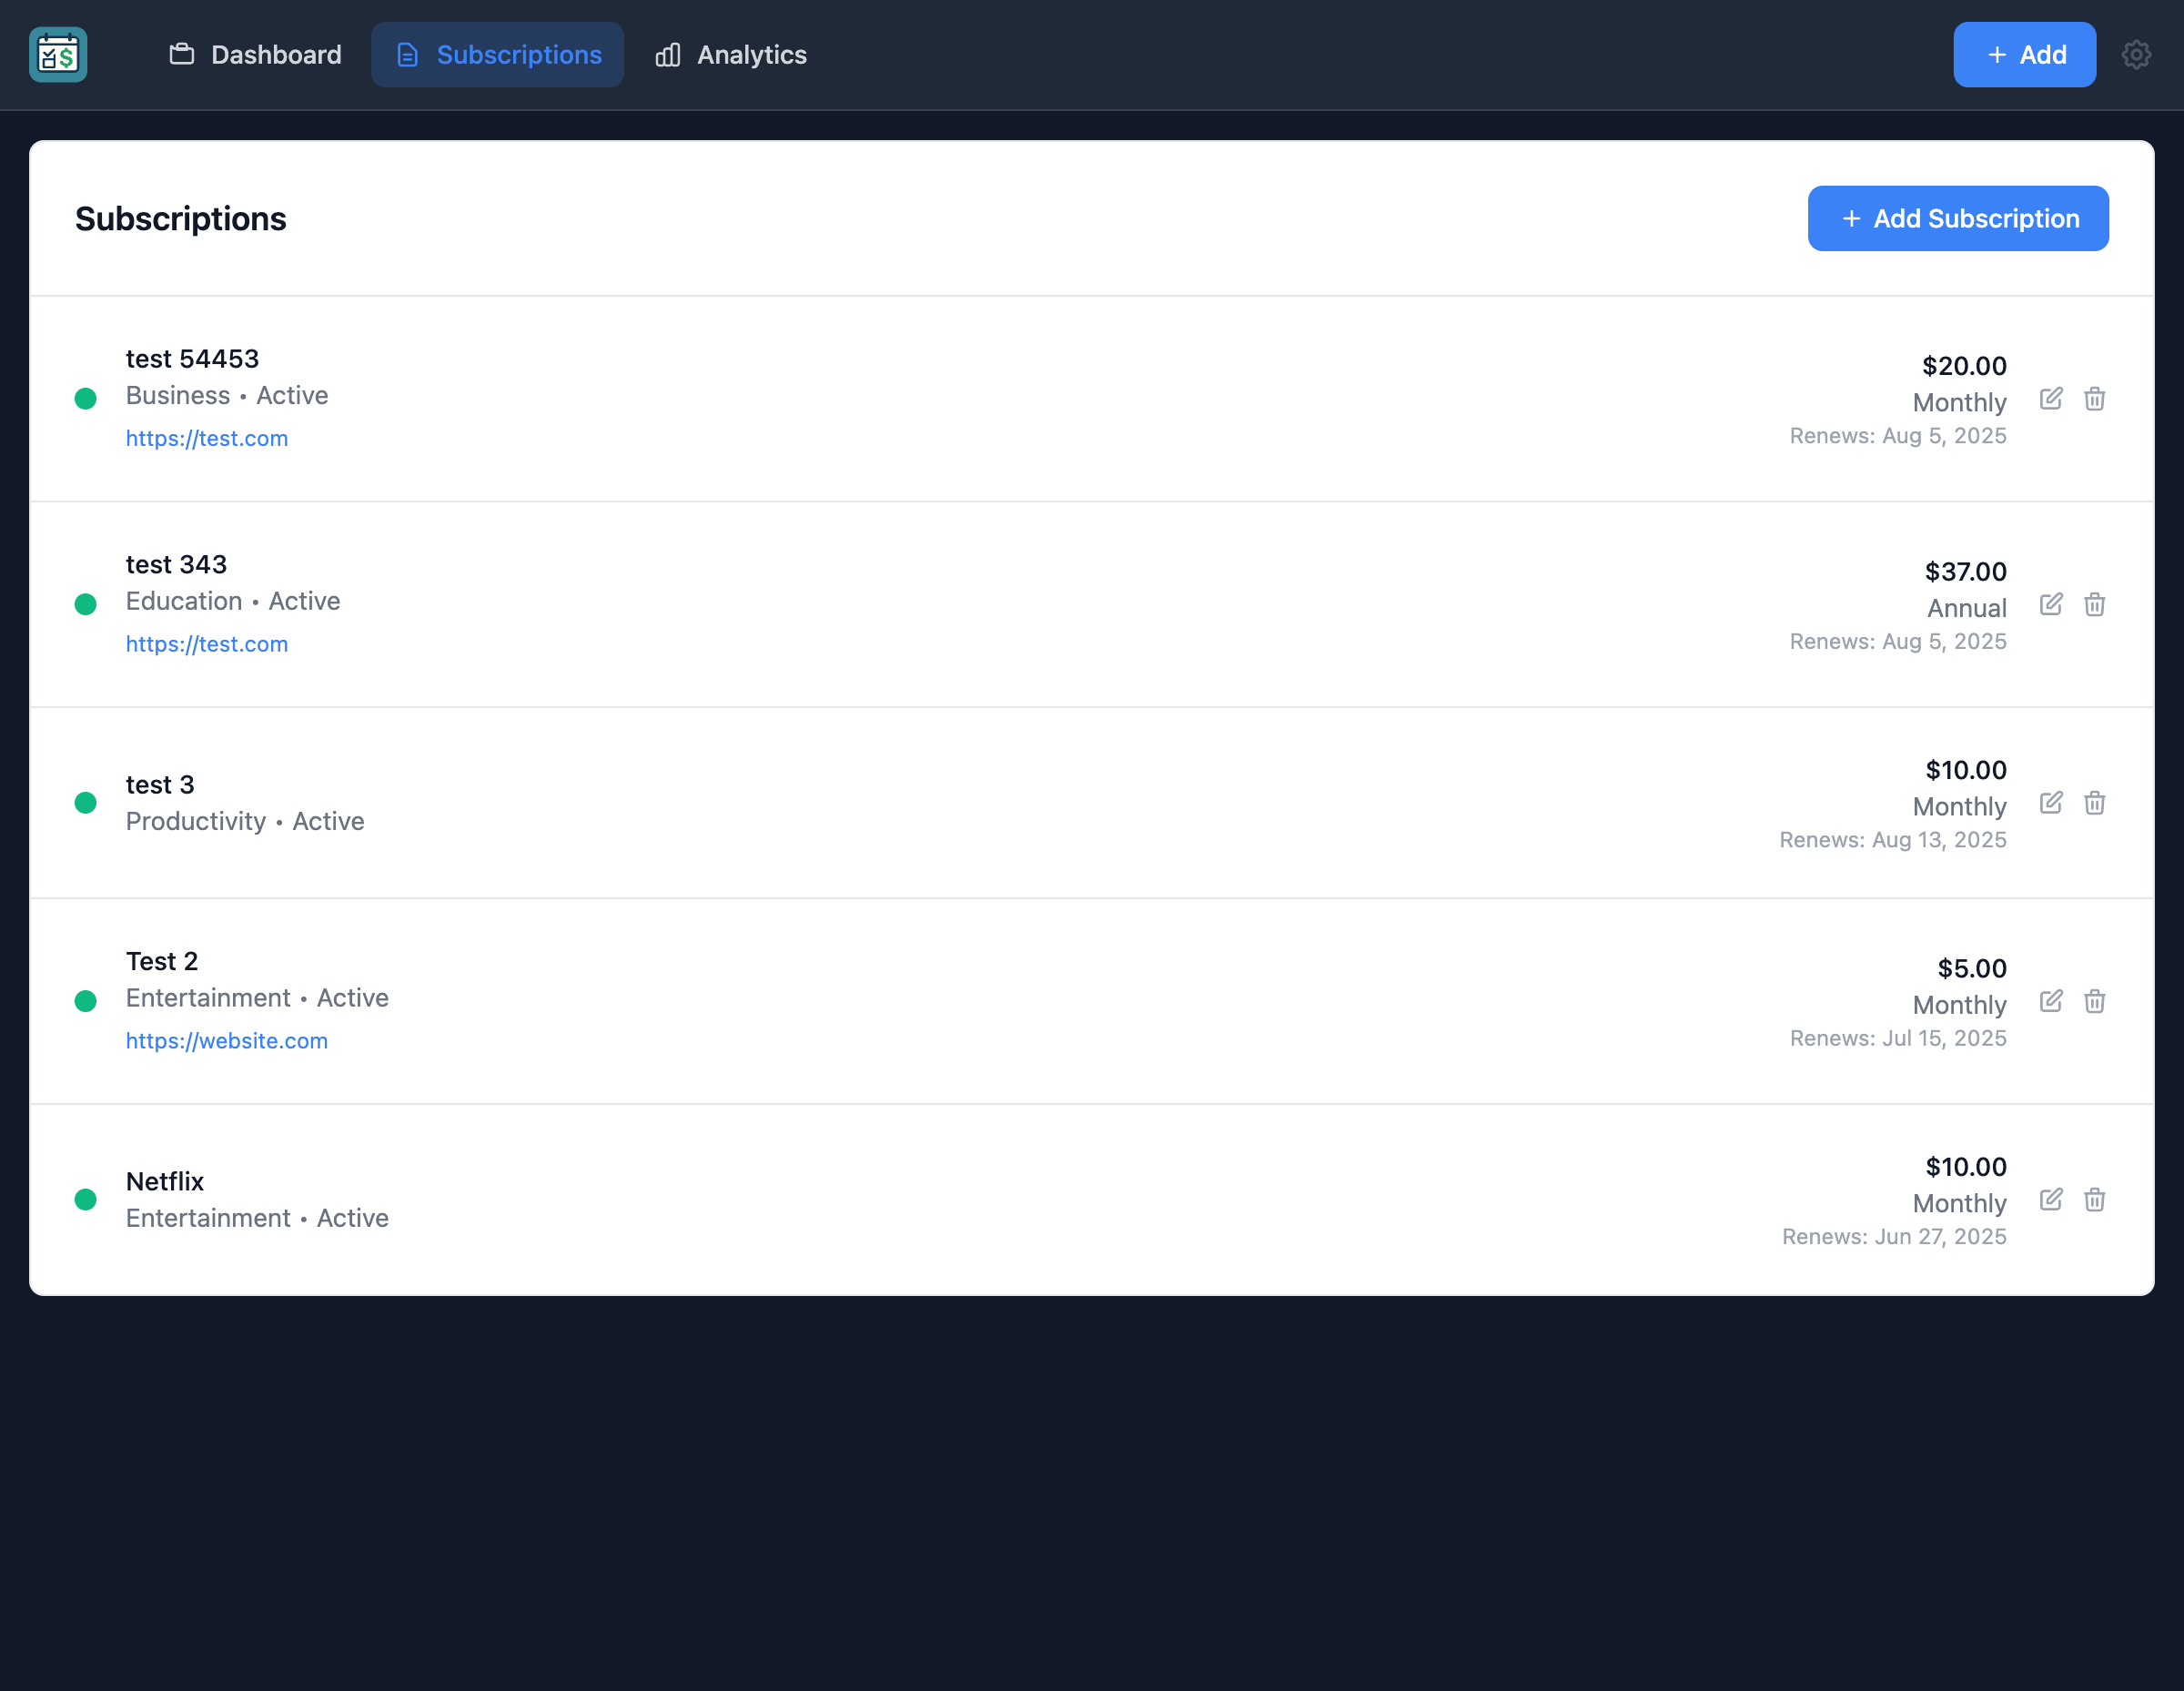 Dashboard
Subscriptions
Analytics
+ Add
Subscriptions
+ Add Subscription
test 54453
Business • Active
https://test.com
$20.00
Monthly
Renews: Aug 5, 2025
test 343
Education • Active
https://test.com
$37.00
Annual
Renews: Aug 5, 2025
test 3
Productivity • Active
$10.00
Monthly
Renews: Aug 13, 2025
Test 2
Entertainment • Active
https://website.com
$5.00
Monthly
Renews: Jul 15, 2025
Netflix
Entertainment • Active
$10.00
Monthly
Renews: Jun 27, 2025